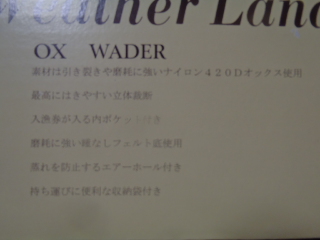 Weather Land
OX WADER
素材は引き裂きや磨耗に強いナイロン420Dオックス使用
最高にはきやすい立体裁断
入漁券が入る内ポケット付き
磨耗に強い縫なしフェルト底使用
蒸れを防止するエアーホール付き
持ち運びに便利な収納袋付き